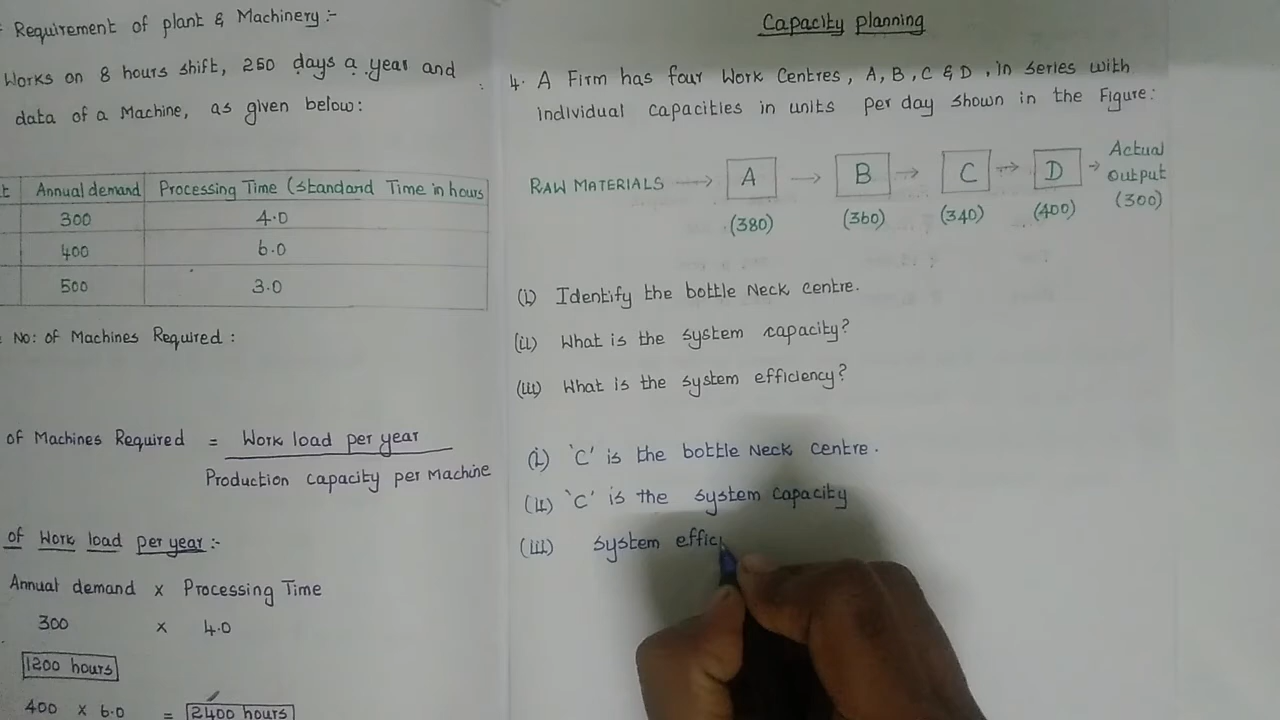 Requirement of plant & Machinery :-
Works on 8 hours shift, 250 days a year and
data of a Machine, as given below:
Annual demand Processing Time (standard Time in hours
300 4.0
400 6.0
500 3.0
No: of Machines Required :
of Machines Required = Work load per year
Production capacity per Machine
of Work load per year :-
Annual demand x Processing Time
300 x 4.0
1200 hours
400 x 6.0 = 2400 hours
Capacity planning
4. A Firm has four Work Centres, A, B, C & D, in series with
individual capacities in units per day shown in the Figure:
RAW MATERIALS → A → B → C → D → Actual Output (300)
(380) (360) (340) (400)
(i) Identify the bottle Neck centre.
(ii) What is the system capacity?
(iii) What is the system efficiency?
(i) 'C' is the bottle Neck centre.
(ii) 'C' is the system capacity
(iii) system effici